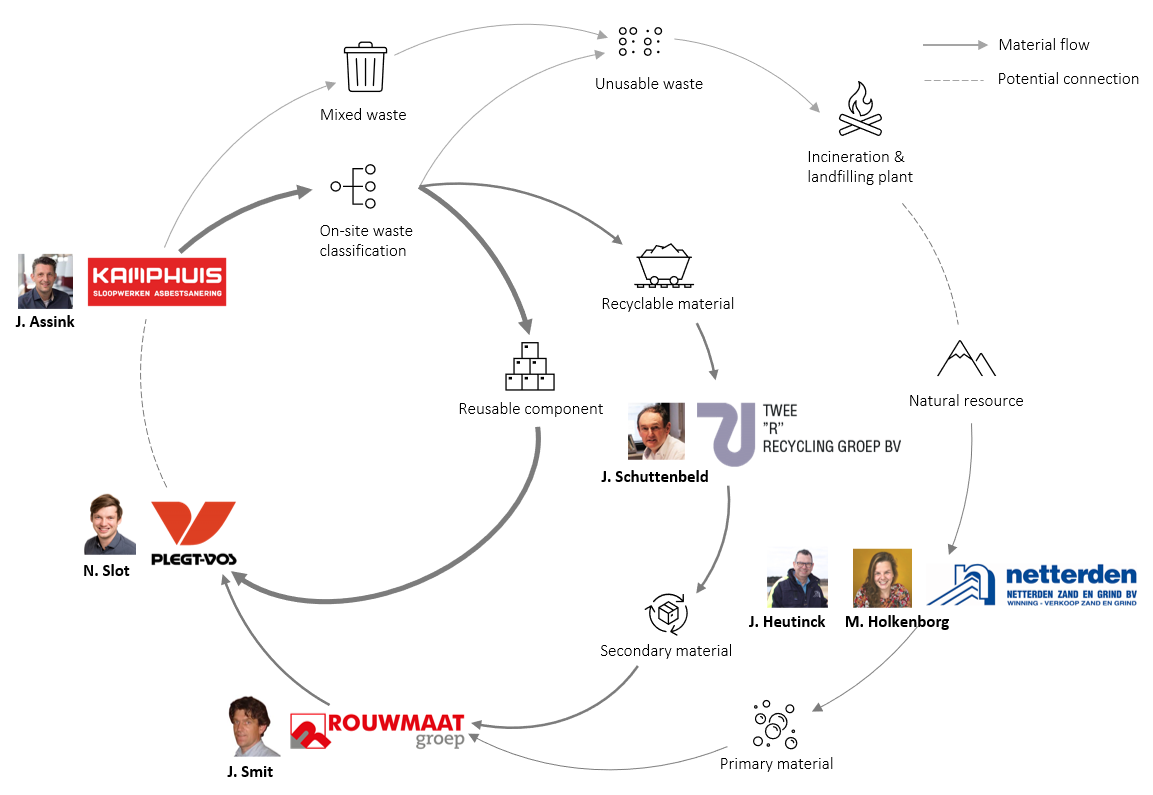 Material flow
Potential connection
Unusable waste
Mixed waste
Incineration &
landfilling plant
On-site waste
classification
KAMPHUIS
SLOOPWERKEN ASBESTSANERING
J. Assink
Recyclable material
Natural resource
Reusable component
TWEE
"R"
RECYCLING GROEP BV
J. Schuttenbeld
PLEGT-VOS
N. Slot
netterden
NETTERDEN ZAND EN GRIND BV
WINNING - VERKOOP ZAND EN GRIND
J. Heutinck
M. Holkenborg
Secondary material
ROUWMAAT
groep
J. Smit
Primary material